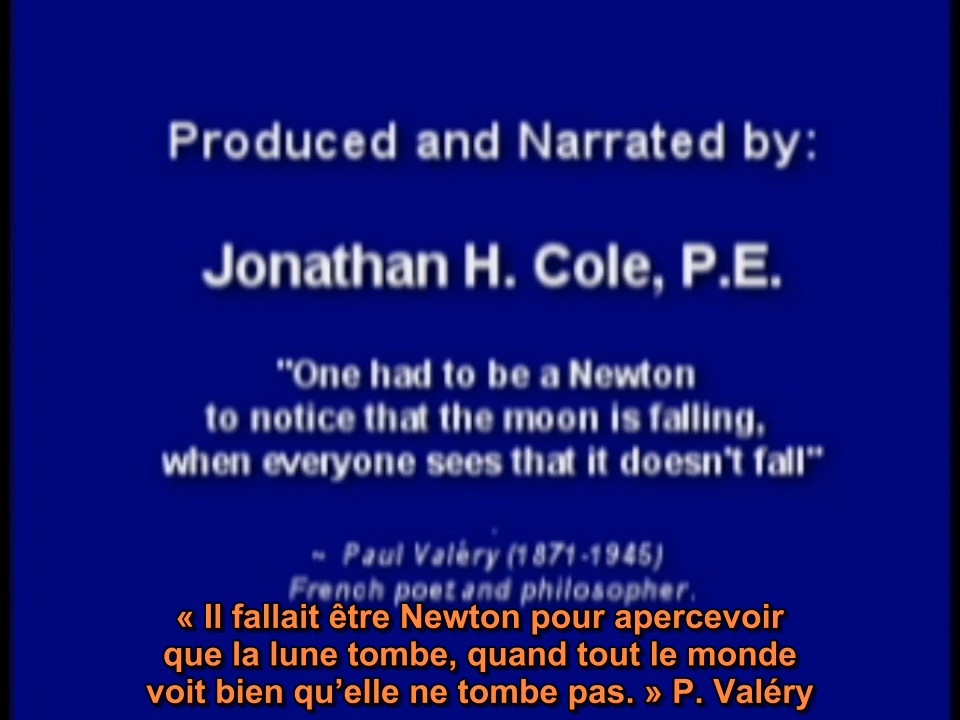 Produced and Narrated by:
Jonathan H. Cole, P.E.
"One had to be a Newton
to notice that the moon is falling,
when everyone sees that it doesn't fall"
~ Paul Valéry (1871-1945)
French poet and philosopher.
« Il fallait être Newton pour apercevoir
que la lune tombe, quand tout le monde
voit bien qu’elle ne tombe pas. » P. Valéry